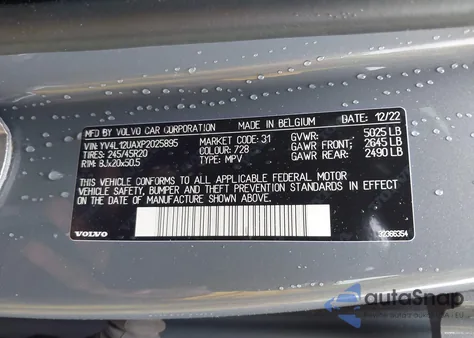 MFD BY VOLVO CAR CORPORATION MADE IN BELGIUM DATE 12/22
VIN: YV4L12UAXP2025895 MARKET CODE: 31 GVWR: 5025 LB
TIRES: 245/45R20 COLOUR: 728 GAWR FRONT: 2645 LB
RIM: 8Jx20x50.5 TYPE: MPV GAWR REAR: 2490 LB
THIS VEHICLE CONFORMS TO ALL APPLICABLE FEDERAL MOTOR
VEHICLE SAFETY, BUMPER AND THEFT PREVENTION STANDARDS IN EFFECT
ON THE DATE OF MANUFACTURE SHOWN ABOVE.
VOLVO 32366354
autoSnap